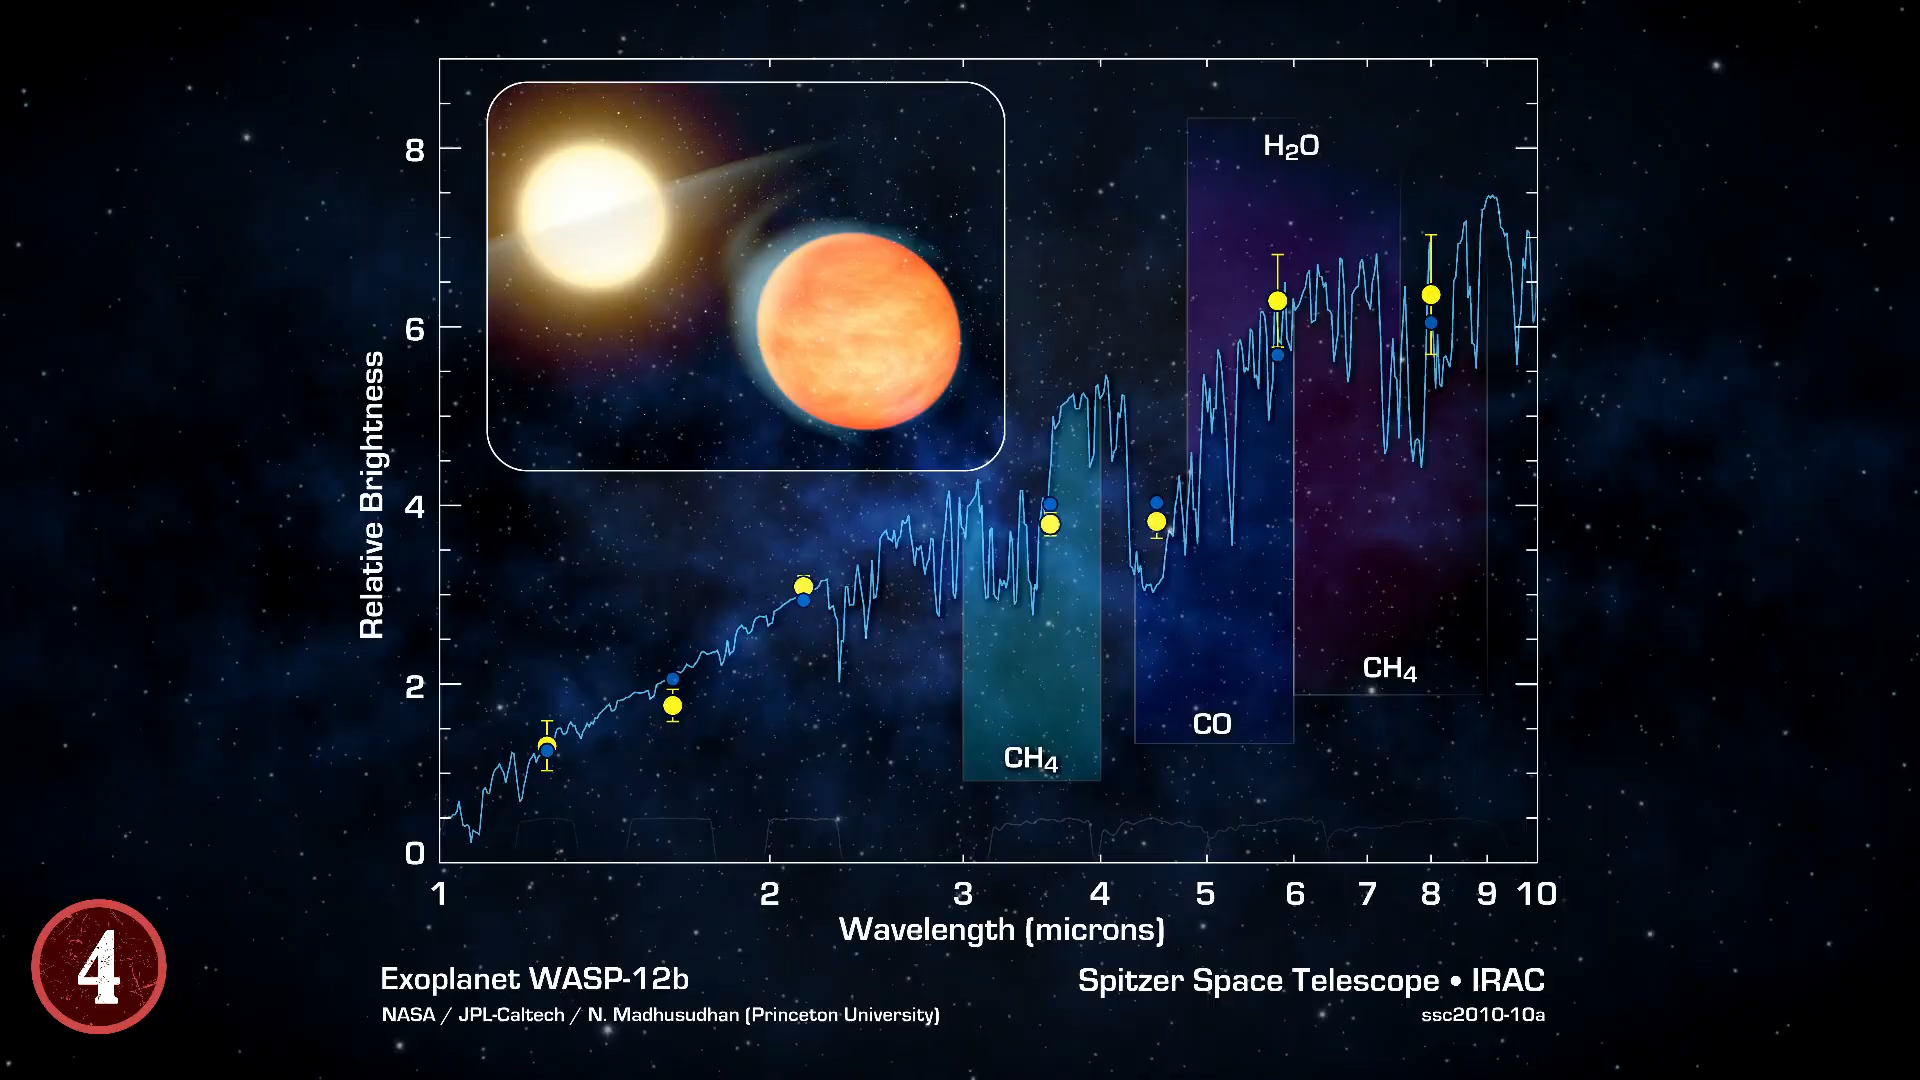 8
6
4
2
0
Relative Brightness
H₂O
CH₄
CO
CH₄
1 2 3 4 5 6 7 8 9 10
Wavelength (microns)
Exoplanet WASP-12b
NASA / JPL-Caltech / N. Madhusudhan (Princeton University)
Spitzer Space Telescope • IRAC
ssc2010-10a
4